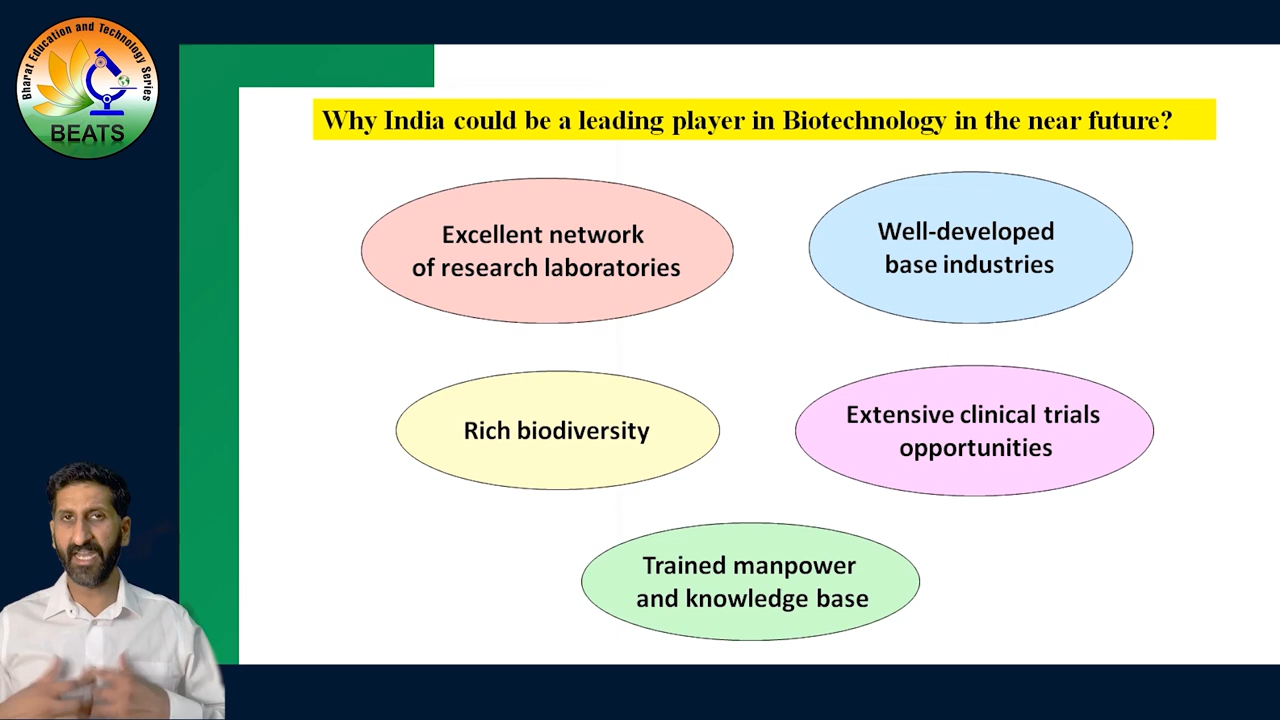 Bharat Education and Technology Series
BEATS
Why India could be a leading player in Biotechnology in the near future?
Excellent network
of research laboratories
Well-developed
base industries
Rich biodiversity
Extensive clinical trials
opportunities
Trained manpower
and knowledge base